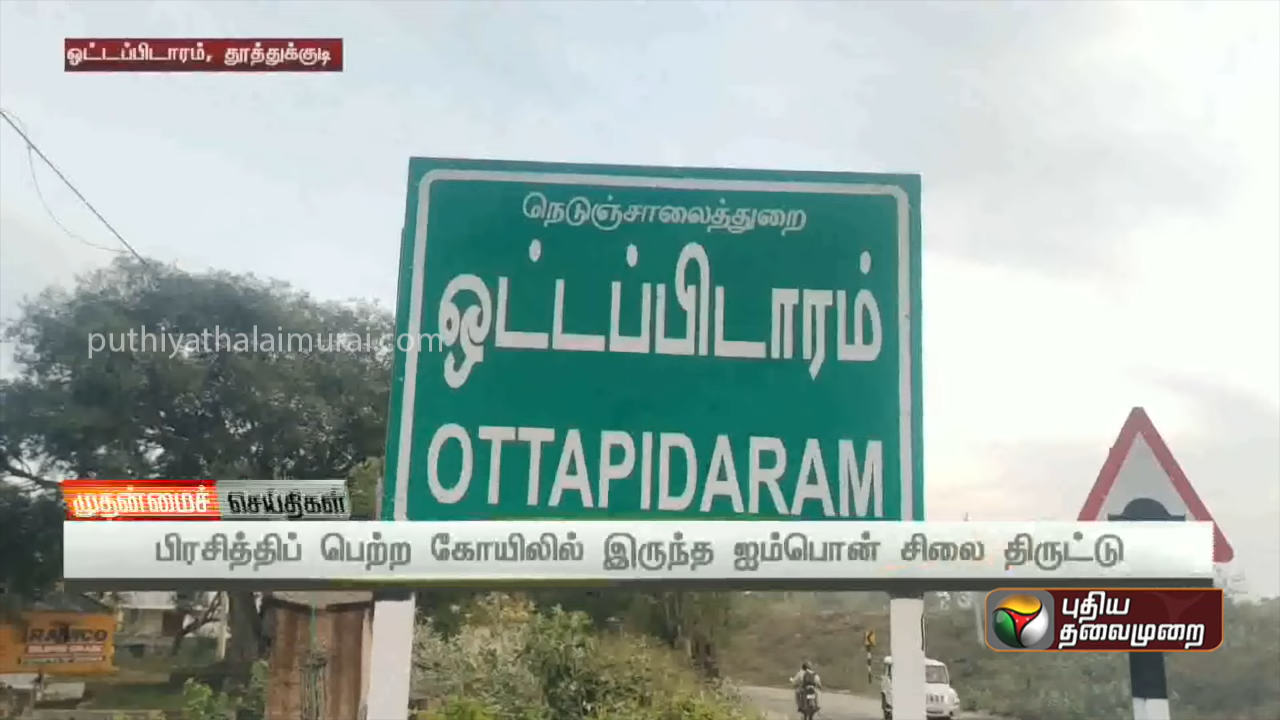 ஓட்டப்பிடாரம், தூத்துக்குடி
நெடுஞ்சாலைத்துறை
ஓட்டப்பிடாரம்
puthiyathalaimurai.com
OTTAPIDARAM
முதன்மைச் செய்திகள்
பிரசித்திப் பெற்ற கோயிலில் இருந்த ஐம்பொன் சிலை திருட்டு
புதிய
தலைமுறை
RAMCO